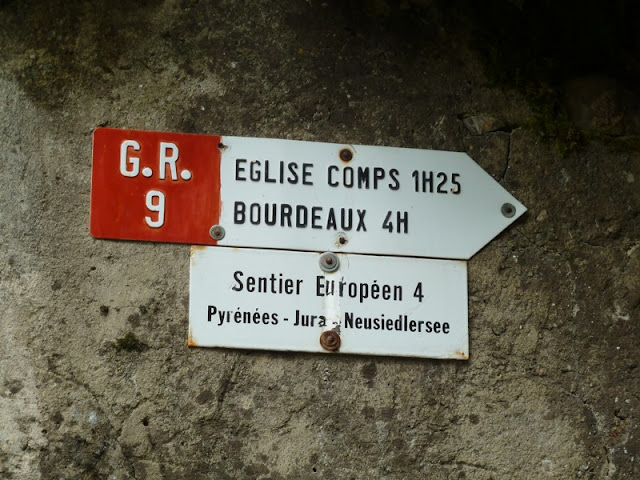 G.R.
9
EGLISE COMPS 1H25
BOURDEAUX 4H
Sentier Européen 4
Pyrénées - Jura - Neusiedlersee